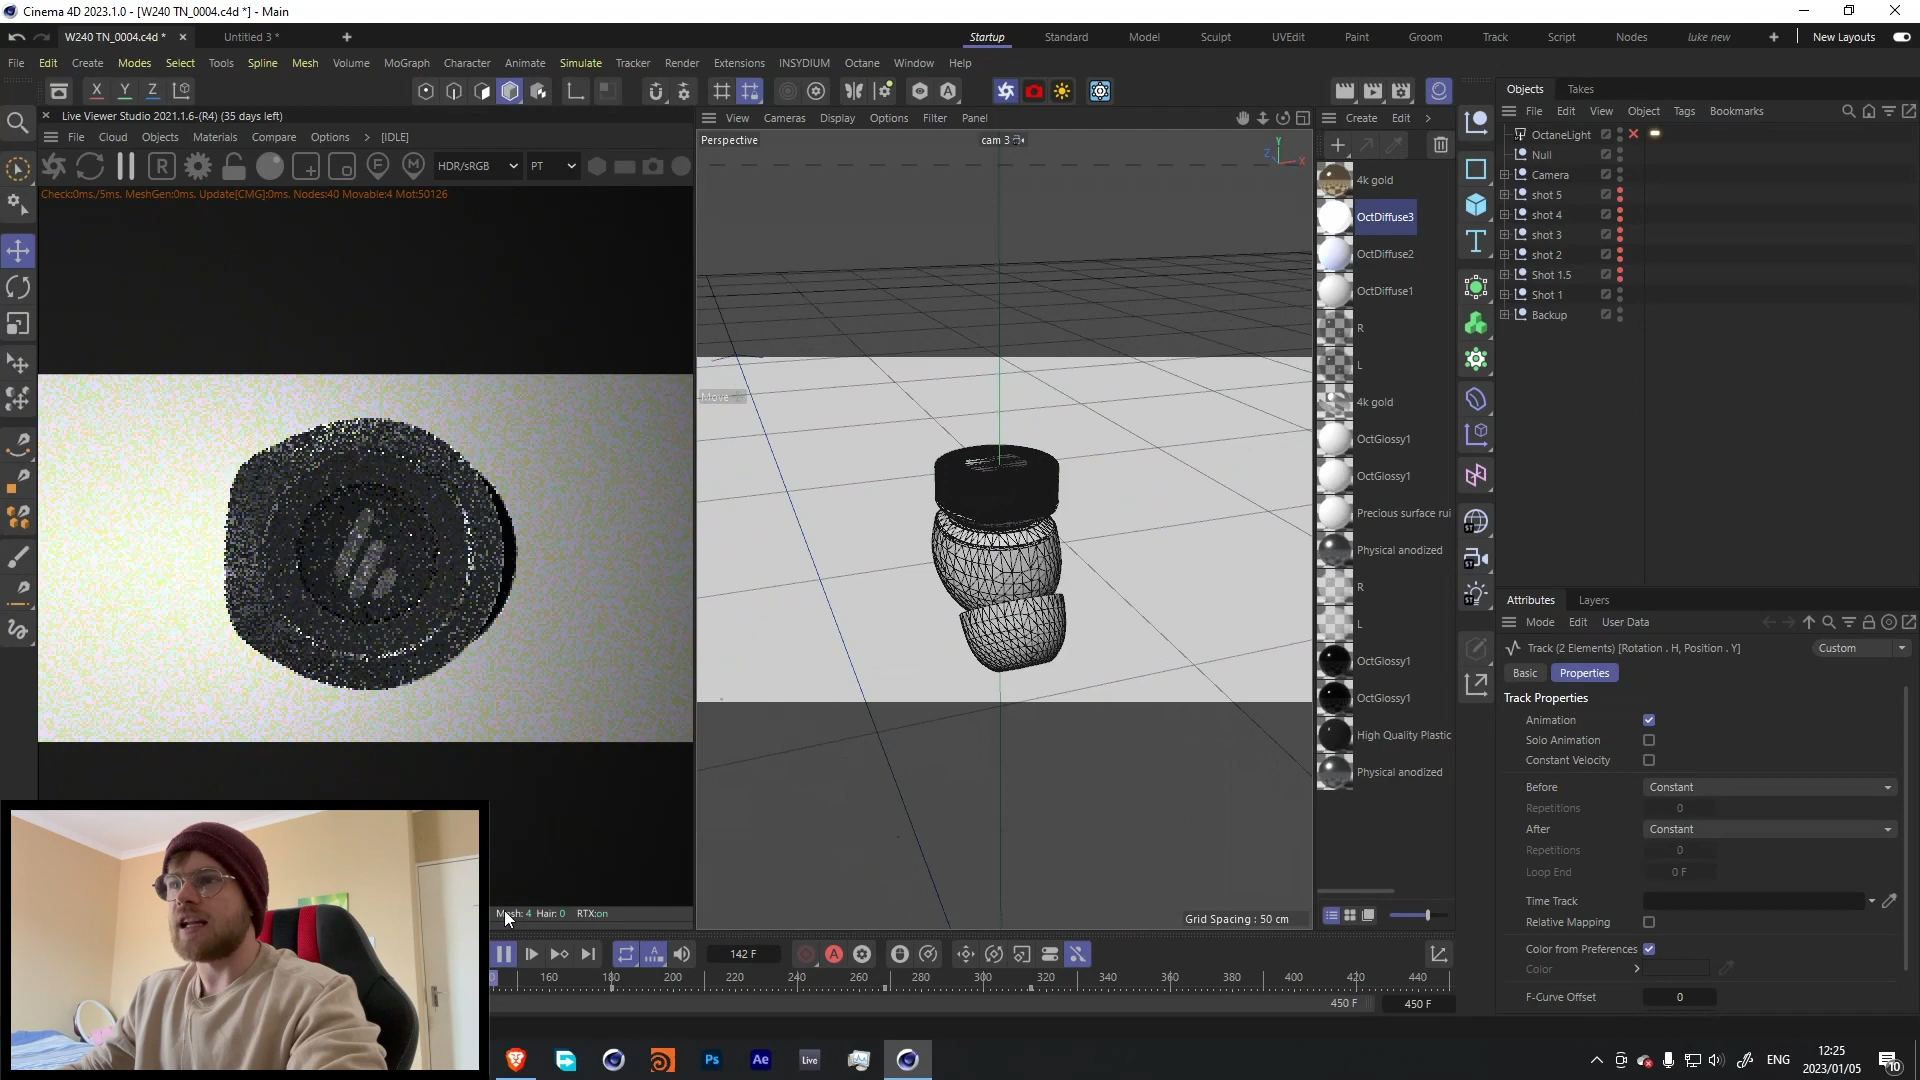 Cinema 4D 2023.1.0 - [W240 TN_0004.c4d *] - Main
W240 TN_0004.c4d *
Untitled 3 *
Startup Standard Model Sculpt UVEdit Paint Groom Track Script Nodes luke new New Layouts
File Edit Create Modes Select Tools Spline Mesh Volume MoGraph Character Animate Simulate Tracker Render Extensions INSYDIUM Octane Window Help
X Y Z
Live Viewer Studio 2021.1.6-(R4) (35 days left)
File Cloud Objects Materials Compare Options > [IDLE]
HDR/sRGB PT
Check:0ms./5ms. MeshGen:0ms. Update[CMG]:0ms. Nodes:40 Movable:4 Mot:50126
Mesh: 4 Hair: 0 RTX:on
View Cameras Display Options Filter Panel
Perspective
cam 3
Y
Z X
Move
Grid Spacing : 50 cm
Create Edit >
4k gold
OctDiffuse3
OctDiffuse2
OctDiffuse1
R
L
4k gold
OctGlossy1
OctGlossy1
Precious surface rui
Physical anodized
R
L
OctGlossy1
OctGlossy1
High Quality Plastic
Physical anodized
Objects Takes
File Edit View Object Tags Bookmarks
OctaneLight
Null
Camera
shot 5
shot 4
shot 3
shot 2
Shot 1.5
Shot 1
Backup
Attributes Layers
Mode Edit User Data
Track (2 Elements) [Rotation . H, Position . Y]
Custom
Basic Properties
Track Properties
Animation
Solo Animation
Constant Velocity
Before Constant
Repetitions 0
After Constant
Repetitions 0
Loop End 0 F
Time Track
Relative Mapping
Color from Preferences
Color
F-Curve Offset 0
142 F
160 180 200 220 240 260 280 300 320 340 360 380 400 420 440
450 F 450 F
Ps Ae Live
ENG
12:25
2023/01/05
10